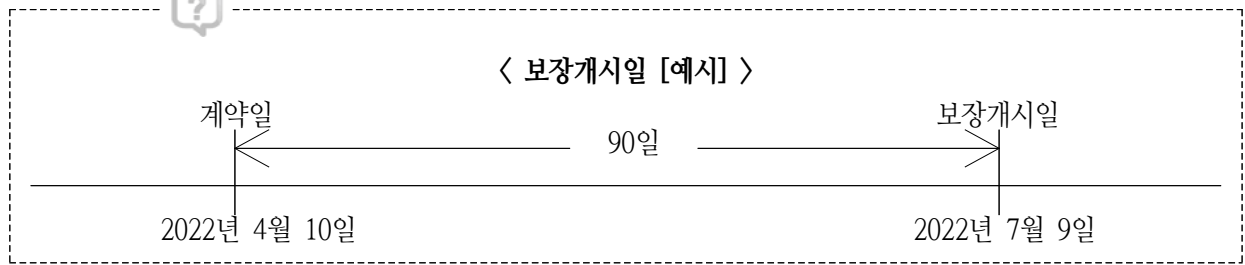 ?
< 보장개시일 [예시] >
계약일 보장개시일
90일
2022년 4월 10일 2022년 7월 9일